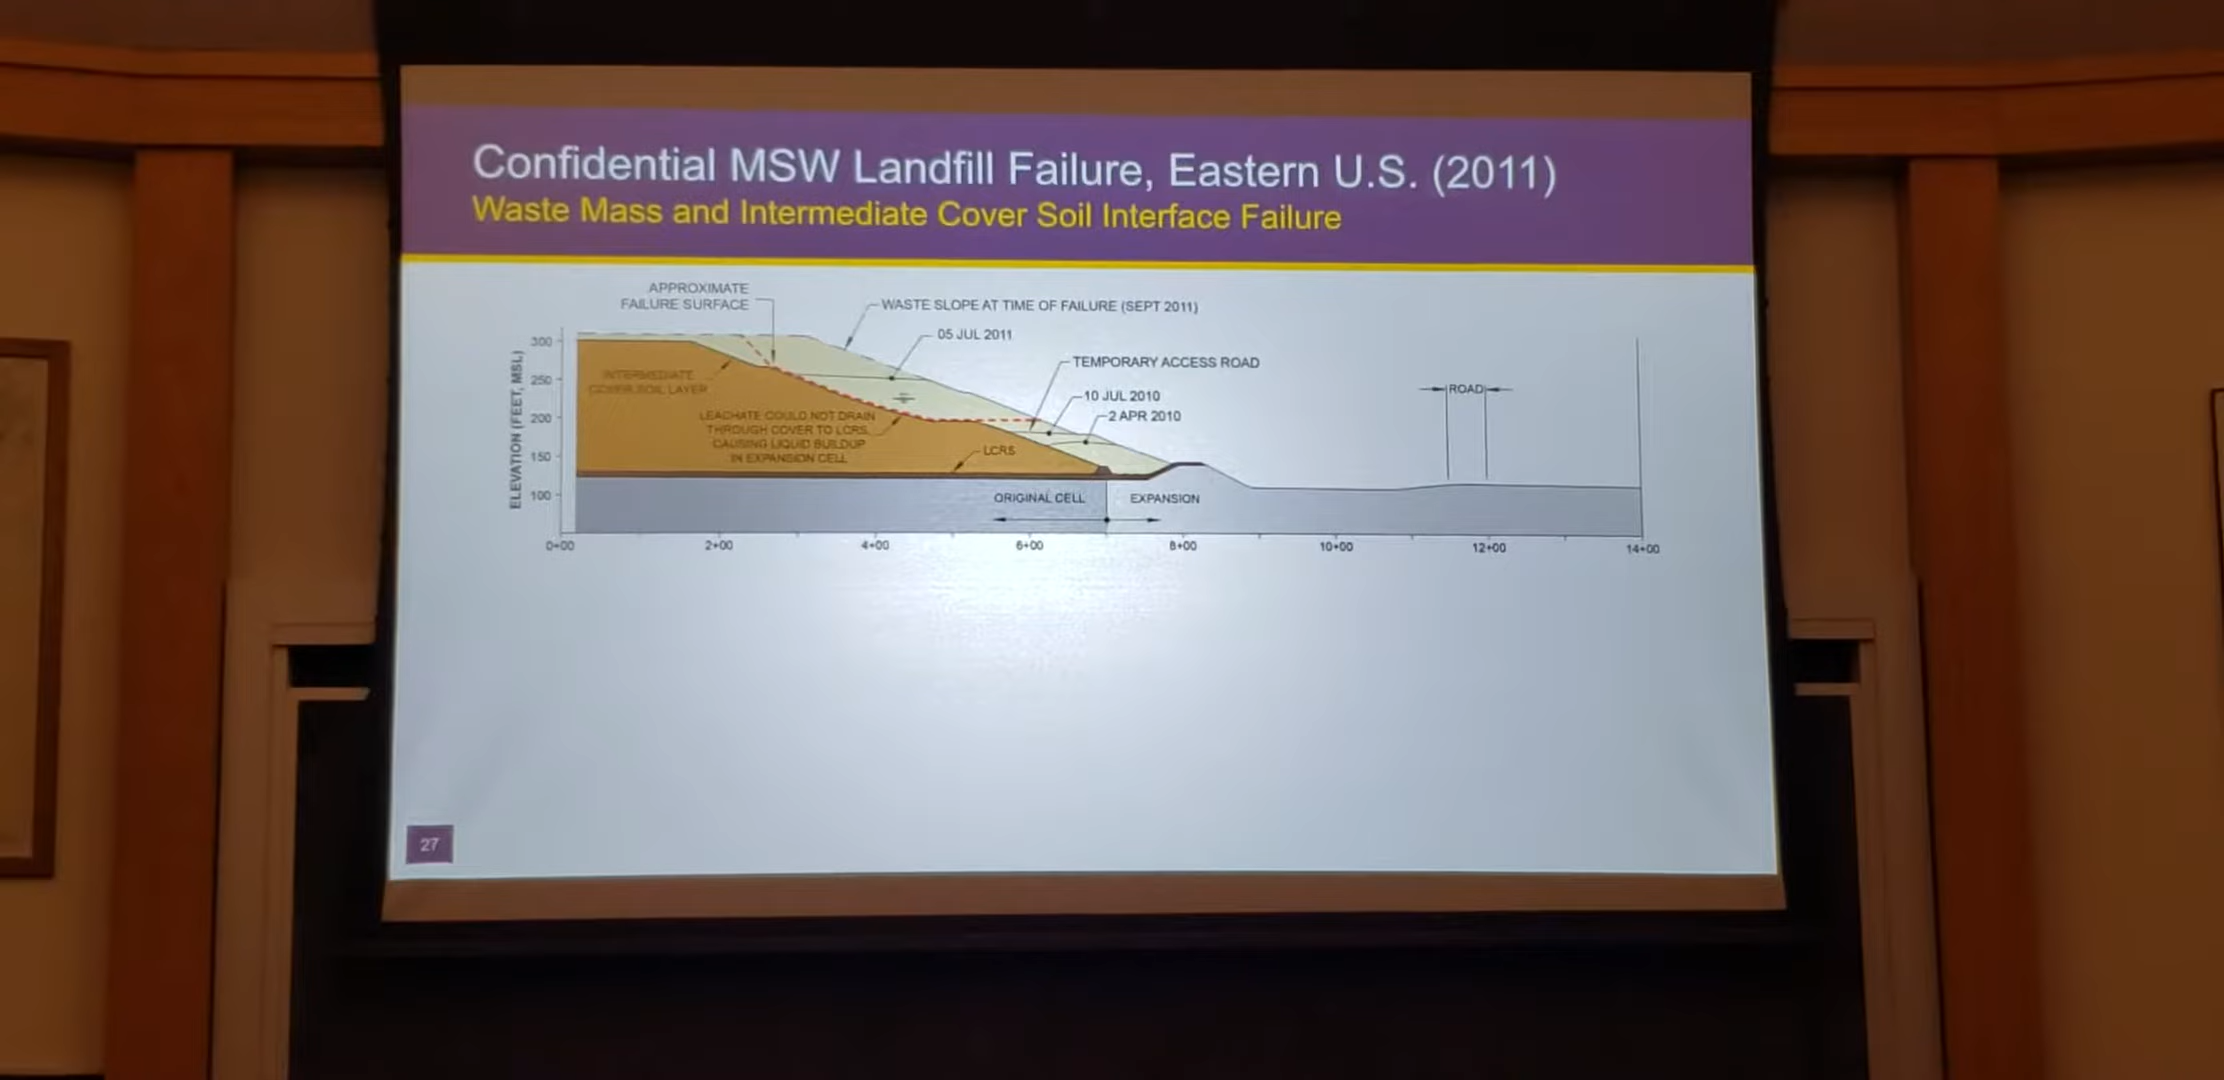 Confidential MSW Landfill Failure, Eastern U.S. (2011)
Waste Mass and Intermediate Cover Soil Interface Failure
APPROXIMATE
FAILURE SURFACE
WASTE SLOPE AT TIME OF FAILURE (SEPT 2011)
05 JUL 2011
TEMPORARY ACCESS ROAD
10 JUL 2010
2 APR 2010
ROAD
INTERMEDIATE
COVER SOIL LAYER
LEACHATE COULD NOT DRAIN
THROUGH COVER TO LCRS,
CAUSING LIQUID BUILDUP
IN EXPANSION CELL
LCRS
ORIGINAL CELL
EXPANSION
ELEVATION (FEET, MSL)
300
250
200
150
100
0+00
2+00
4+00
6+00
8+00
10+00
12+00
14+00
27